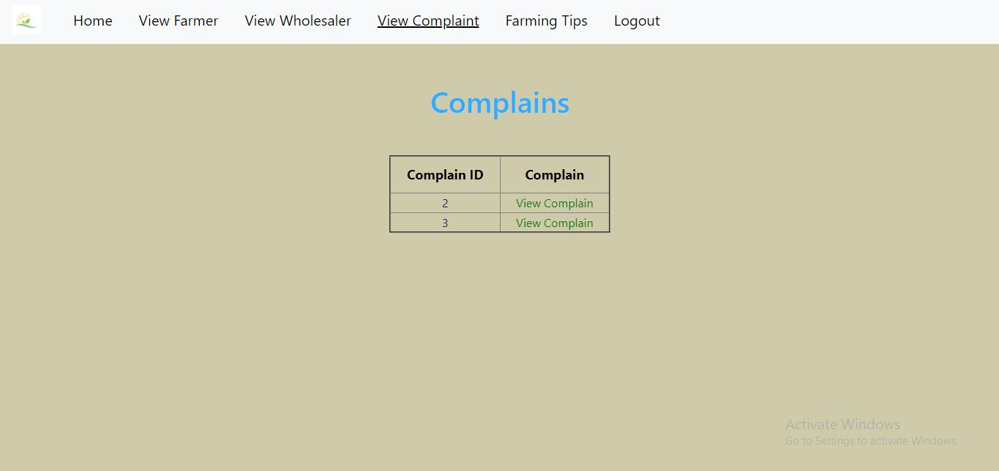 Home View Farmer View Wholesaler View Complaint Farming Tips Logout
Complains
Complain ID Complain
2 View Complain
3 View Complain
Activate Windows
Go to Settings to activate Windows.